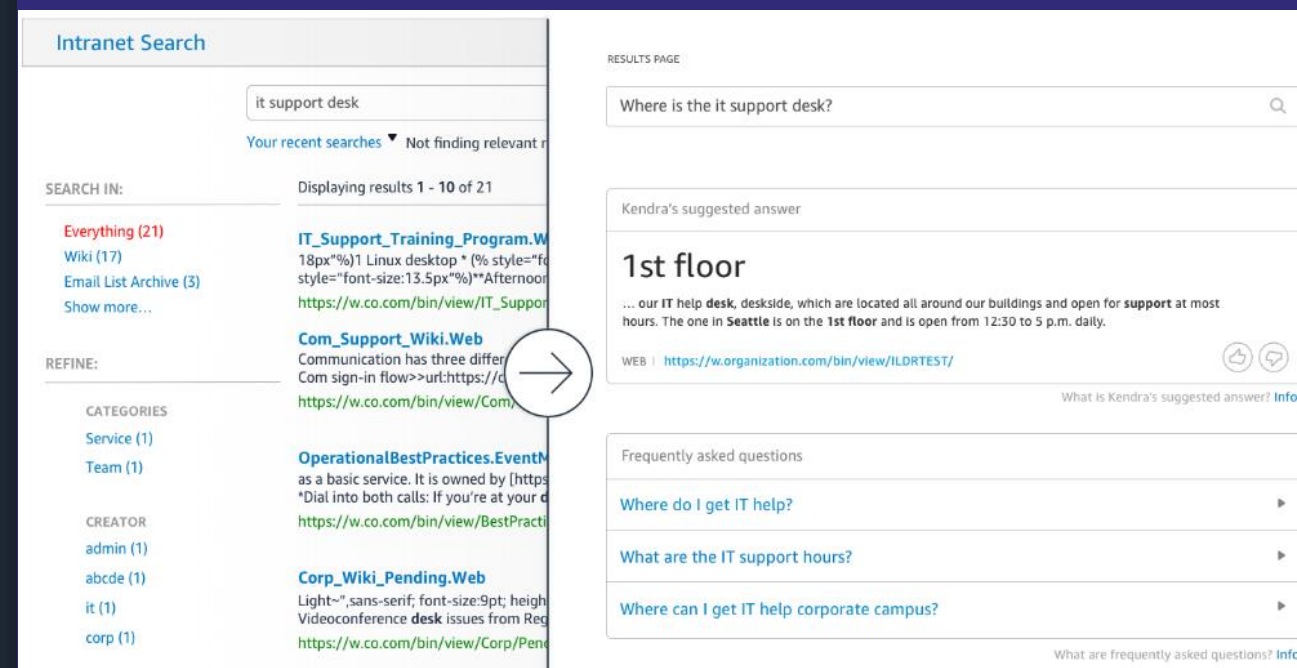 Intranet Search
it support desk
Your recent searches ▼ Not finding relevant
SEARCH IN:
Everything (21)
Wiki (17)
Email List Archive (3)
Show more...
REFINE:
CATEGORIES
Service (1)
Team (1)
CREATOR
admin (1)
abcde (1)
it (1)
corp (1)
Displaying results 1 - 10 of 21
IT_Support_Training_Program.W
18px"%)1 Linux desktop * (% style="fo
style="font-size:13.5px"%)**Afternoon
https://w.co.com/bin/view/IT_Suppor
Com_Support_Wiki.Web
Communication has three differ
Com sign-in flow>>url:https://c
https://w.co.com/bin/view/Com/
OperationalBestPractices.EventM
as a basic service. It is owned by [https
*Dial into both calls: If you're at your d
https://w.co.com/bin/view/BestPracti
Corp_Wiki_Pending.Web
Light~",sans-serif; font-size:9pt; heigh
Videoconference desk issues from Reg
https://w.co.com/bin/view/Corp/Pend
RESULTS PAGE
Where is the it support desk?
Kendra's suggested answer
1st floor
... our IT help desk, deskside, which are located all around our buildings and open for support at most
hours. The one in Seattle is on the 1st floor and is open from 12:30 to 5 p.m. daily.
WEB | https://w.organization.com/bin/view/ILDRTEST/
What is Kendra's suggested answer? Info
Frequently asked questions
Where do I get IT help?
What are the IT support hours?
Where can I get IT help corporate campus?
What are frequently asked questions? Info